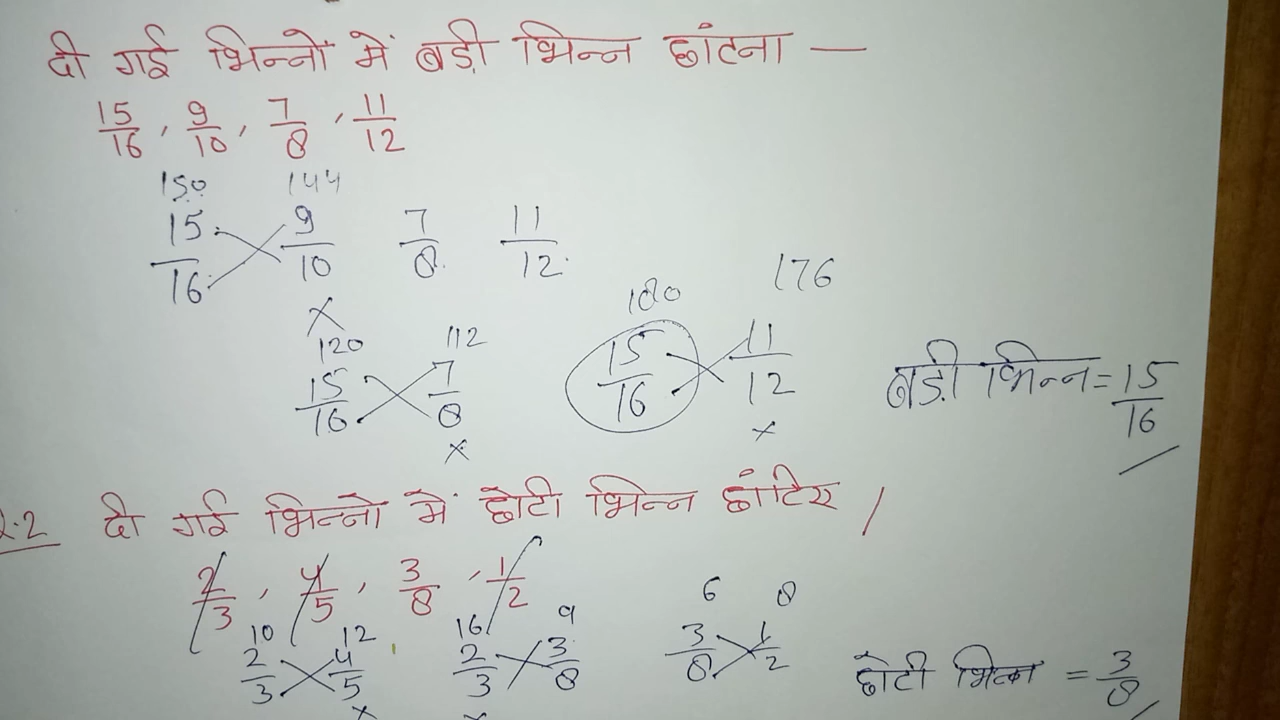 दी गई भिन्नों में बड़ी भिन्न छांटना —
15/16, 9/10, 7/8, 11/12
150 144
15/16 9/10 7/8 11/12
×
120 112
15/16 7/8
×
180 176
15/16 11/12
×
बड़ी भिन्न = 15/16
2.2 दी गई भिन्नो में छोटी भिन्न छांटिए /
2/3, 4/5, 3/8, 1/2
10 12
2/3 4/5
×
16 9
2/3 3/8
×
6 8
3/8 1/2
छोटी भिन्न = 3/8